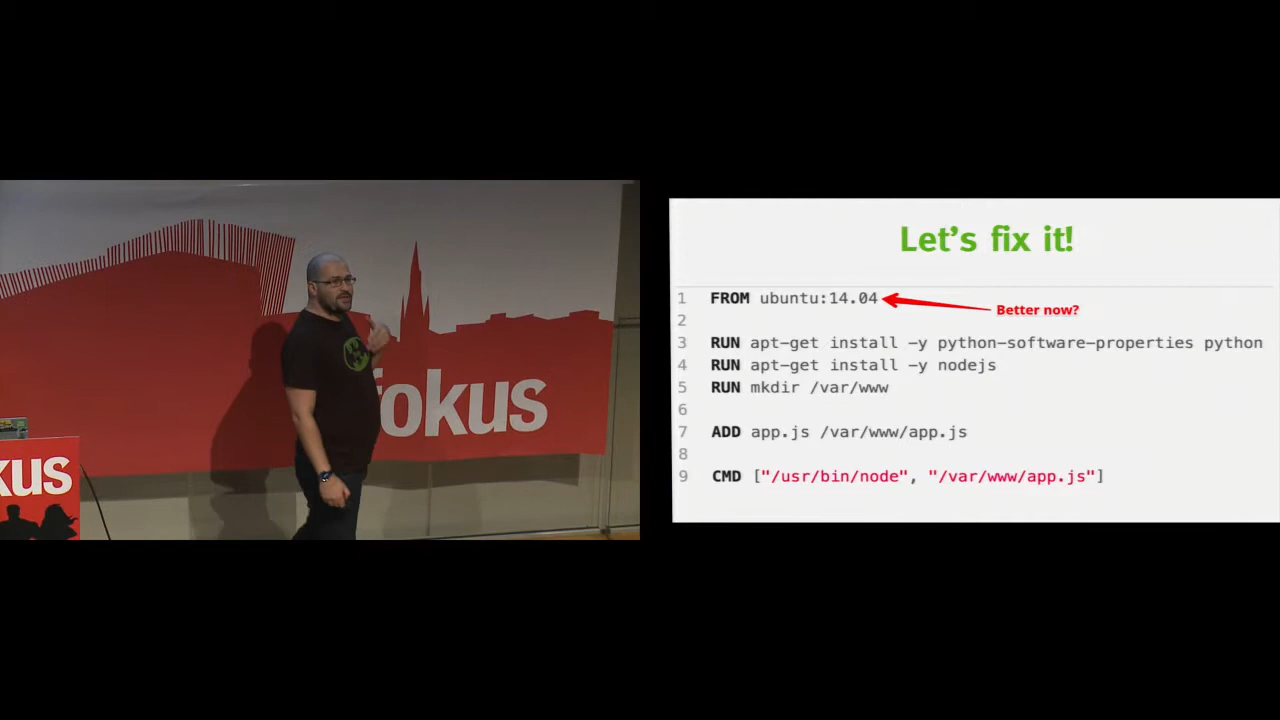 fokus
KUS
Let's fix it!
1 FROM ubuntu:14.04
Better now?
2
3 RUN apt-get install -y python-software-properties python
4 RUN apt-get install -y nodejs
5 RUN mkdir /var/www
6
7 ADD app.js /var/www/app.js
8
9 CMD ["/usr/bin/node", "/var/www/app.js"]